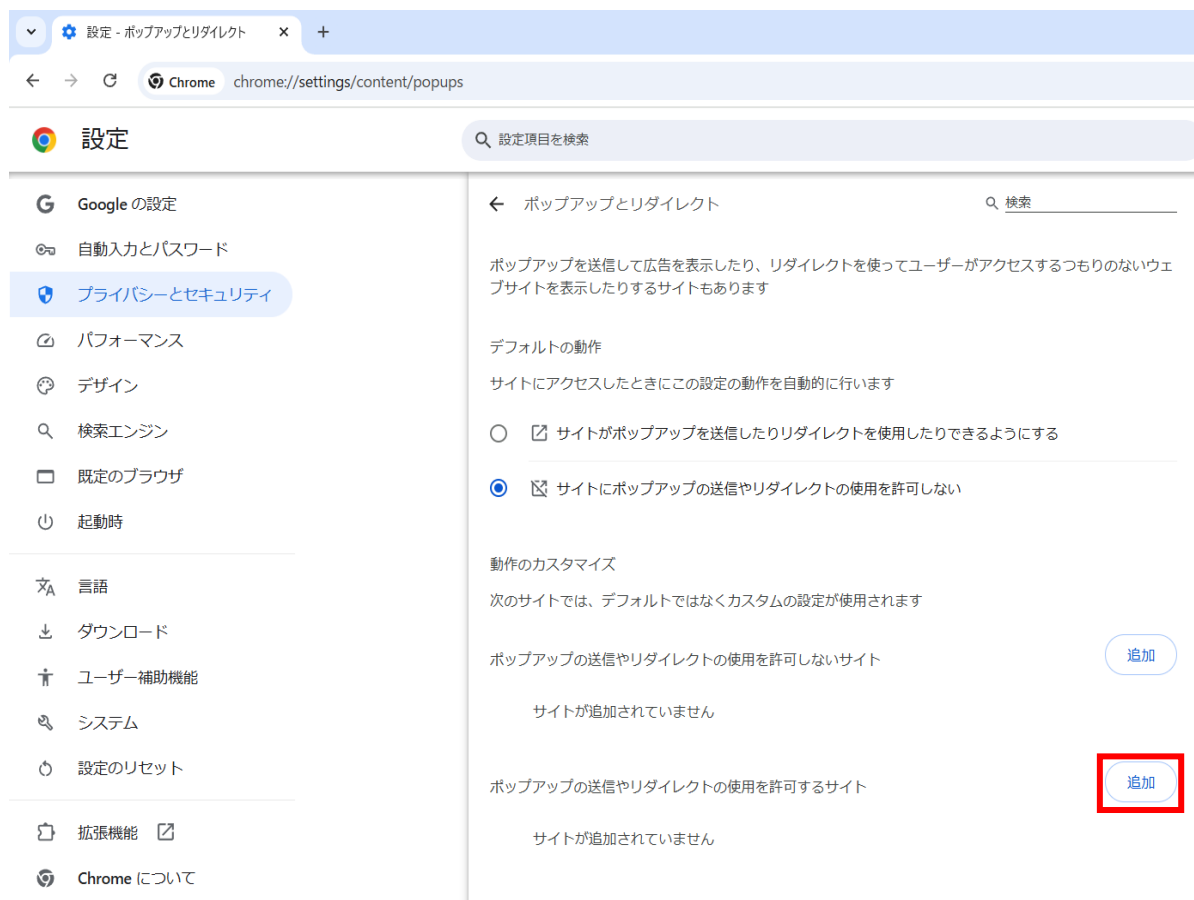 設定 - ポップアップとリダイレクト
Chrome
chrome://settings/content/popups
設定
設定項目を検索
Google の設定
自動入力とパスワード
プライバシーとセキュリティ
パフォーマンス
デザイン
検索エンジン
既定のブラウザ
起動時
言語
ダウンロード
ユーザー補助機能
システム
設定のリセット
拡張機能
Chrome について
ポップアップとリダイレクト
検索
ポップアップを送信して広告を表示したり、リダイレクトを使ってユーザーがアクセスするつもりのないウェ
ブサイトを表示したりするサイトもあります
デフォルトの動作
サイトにアクセスしたときにこの設定の動作を自動的に行います
サイトがポップアップを送信したりリダイレクトを使用したりできるようにする
サイトにポップアップの送信やリダイレクトの使用を許可しない
動作のカスタマイズ
次のサイトでは、デフォルトではなくカスタムの設定が使用されます
ポップアップの送信やリダイレクトの使用を許可しないサイト
追加
サイトが追加されていません
ポップアップの送信やリダイレクトの使用を許可するサイト
追加
サイトが追加されていません